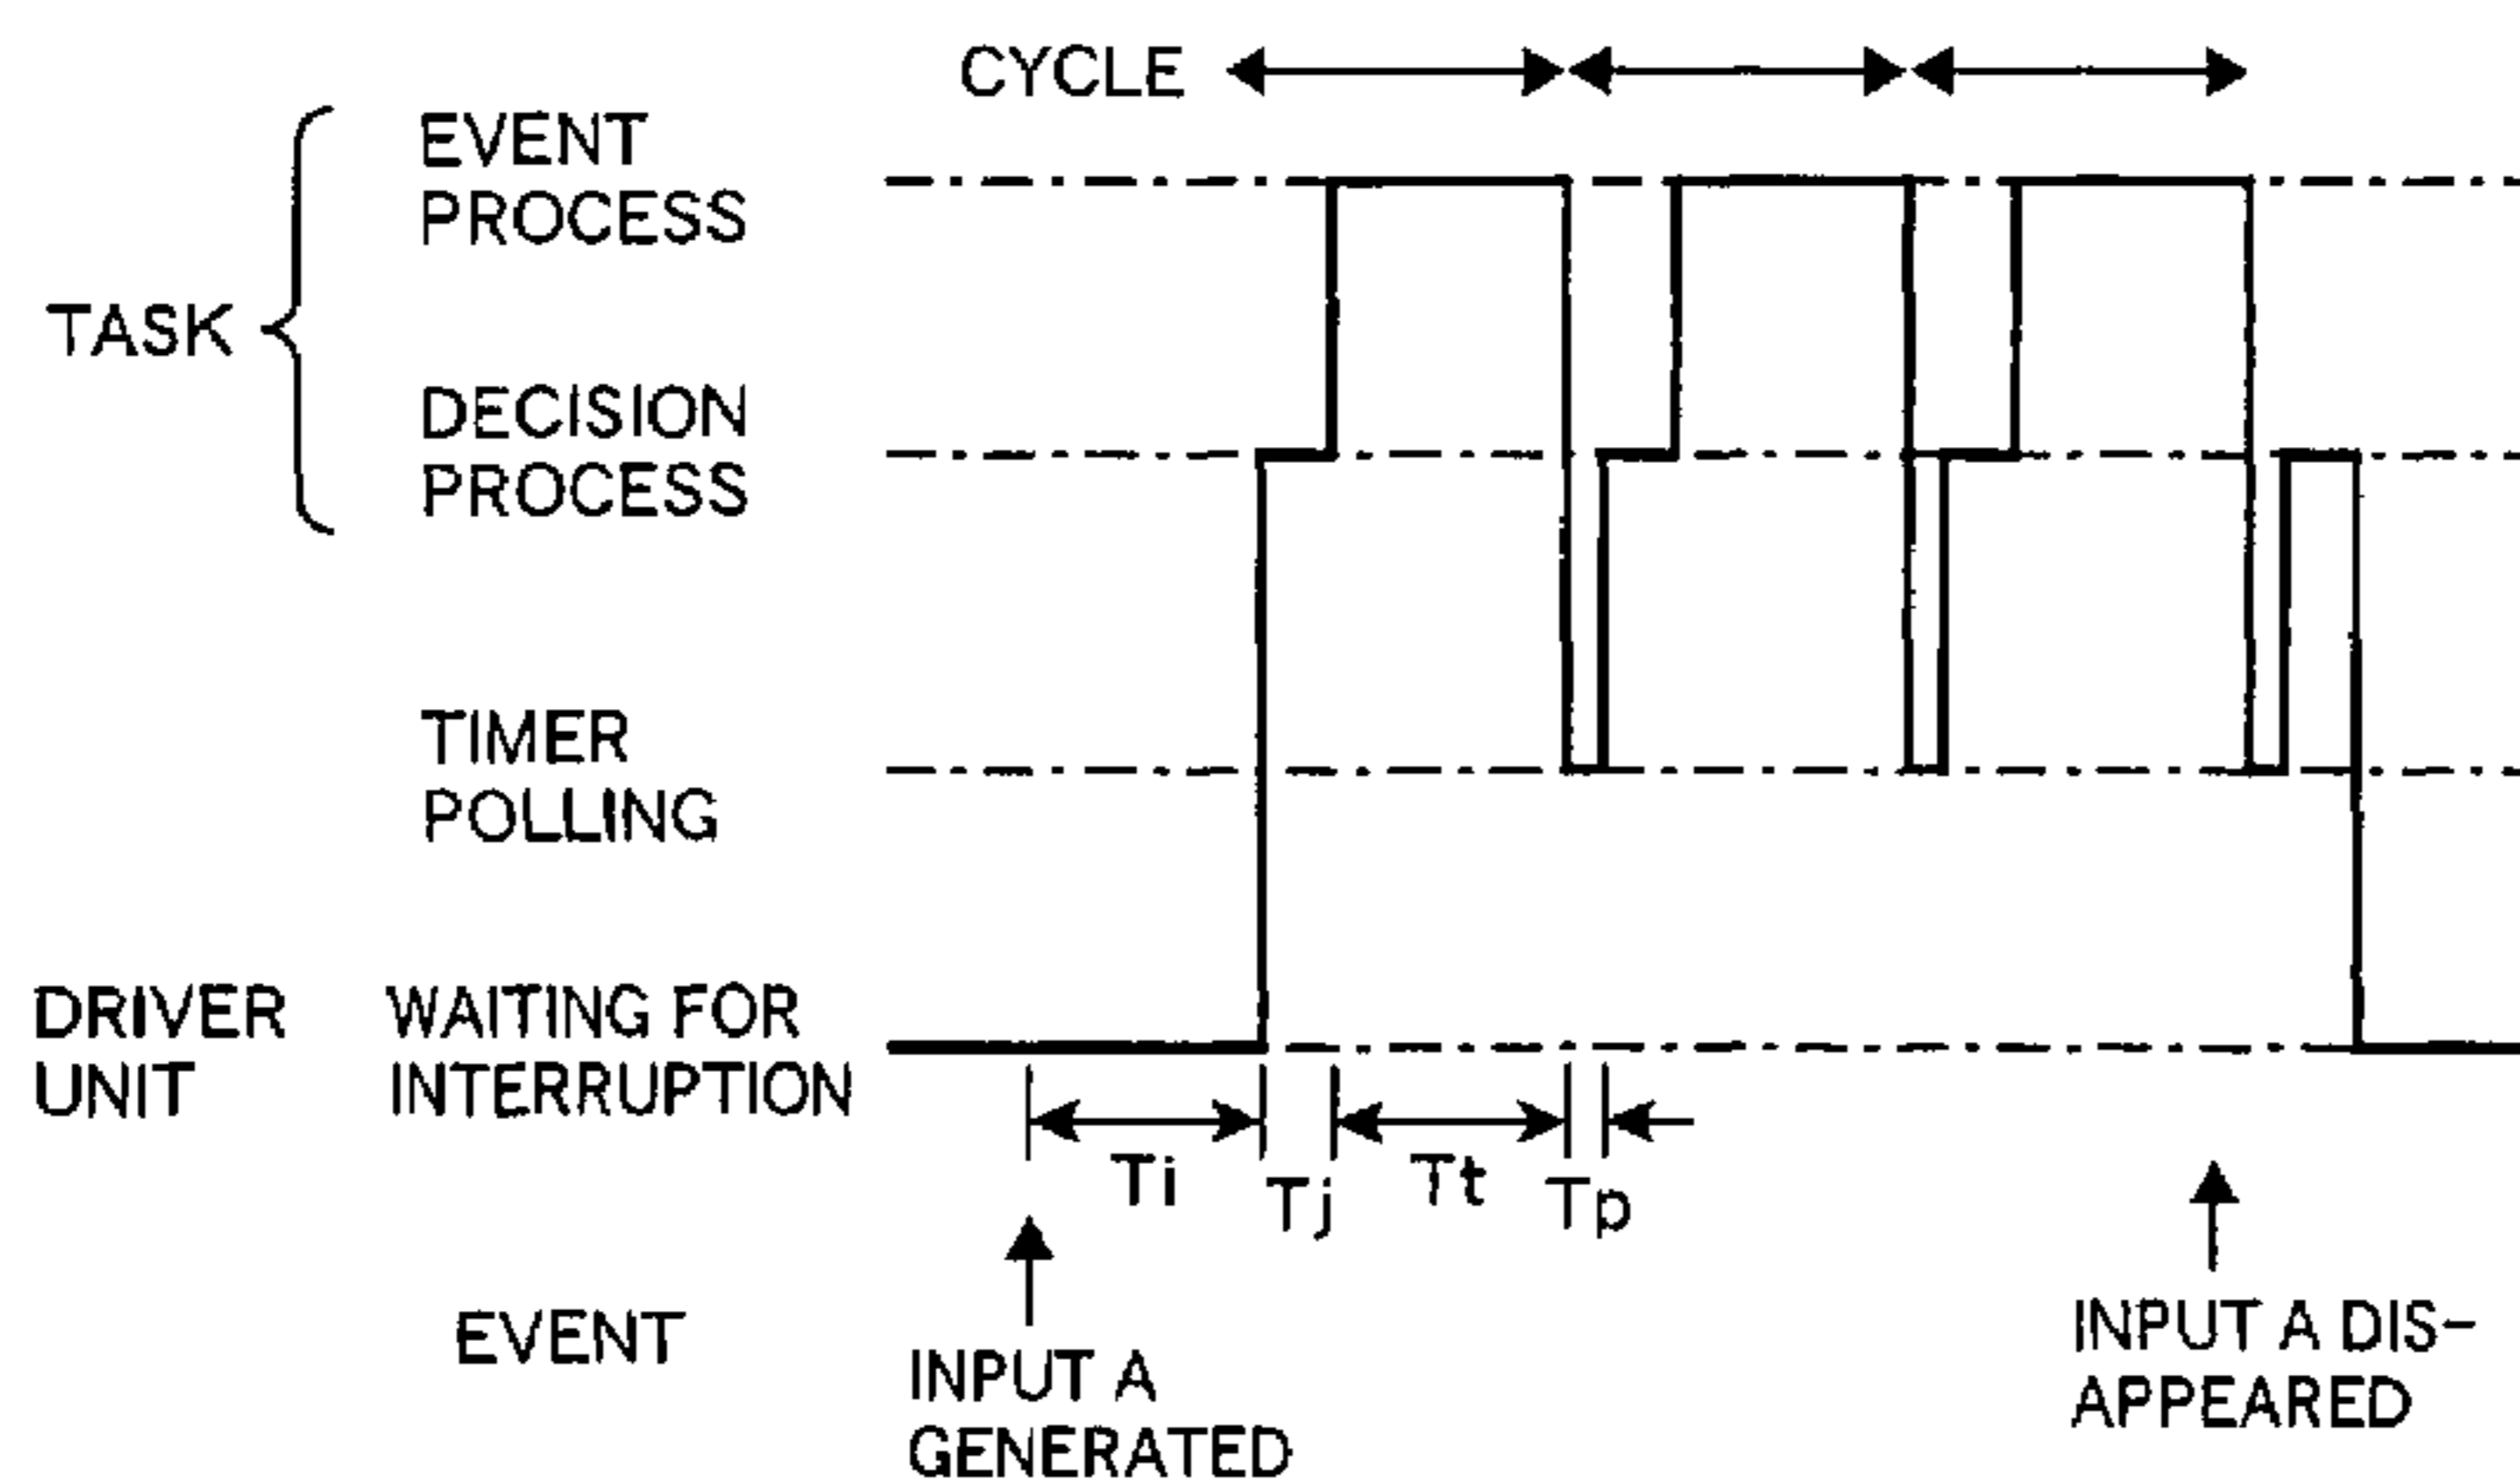 CYCLE
EVENT
PROCESS
TASK
DECISION
PROCESS
TIMER
POLLING
DRIVER
UNIT
WAITING FOR
INTERRUPTION
Ti
Tj
Tt
Tp
EVENT
INPUT A
GENERATED
INPUT A DIS-
APPEARED